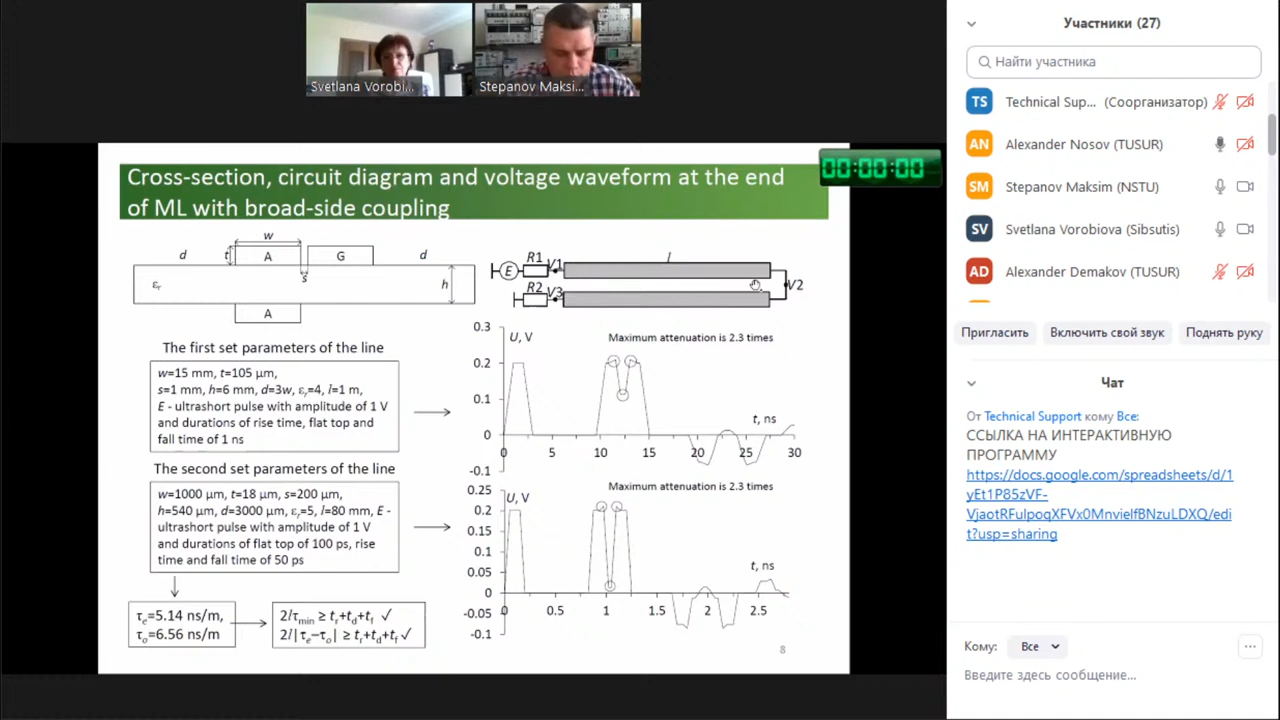 Svetlana Vorobi...
Stepanov Maksi...
00:00:00
Cross-section, circuit diagram and voltage waveform at the end
of ML with broad-side coupling
w
d
t
A
G
d
s
εr
h
A
E
R1
V1
l
R2
V3
V2
The first set parameters of the line
w=15 mm, t=105 μm,
s=1 mm, h=6 mm, d=3w, εr=4, l=1 m,
E - ultrashort pulse with amplitude of 1 V
and durations of rise time, flat top and
fall time of 1 ns
0.3
0.2
0.1
0
-0.1
U, V
Maximum attenuation is 2.3 times
t, ns
0 5 10 15 20 25 30
The second set parameters of the line
w=1000 μm, t=18 μm, s=200 μm,
h=540 μm, d=3000 μm, εr=5, l=80 mm, E -
ultrashort pulse with amplitude of 1 V
and durations of flat top of 100 ps, rise
time and fall time of 50 ps
0.25
0.2
0.15
0.1
0.05
0
-0.05
-0.1
U, V
Maximum attenuation is 2.3 times
t, ns
0 0.5 1 1.5 2 2.5
τe=5.14 ns/m,
τo=6.56 ns/m
2lτmin ≥ tr+td+tf ✓
2l|τe−τo| ≥ tr+td+tf ✓
8
Участники (27)
Найти участника
TS Technical Sup... (Соорганизатор)
AN Alexander Nosov (TUSUR)
SM Stepanov Maksim (NSTU)
SV Svetlana Vorobiova (Sibsutis)
AD Alexander Demakov (TUSUR)
Пригласить Включить свой звук Поднять руку
Чат
От Technical Support кому Все:
ССЫЛКА НА ИНТЕРАКТИВНУЮ
ПРОГРАММУ
https://docs.google.com/spreadsheets/d/1
yEt1P85zVF-
VjaotRFulpoqXFVx0MnvielfBNzuLDXQ/edi
t?usp=sharing
Кому: Все ...
Введите здесь сообщение...